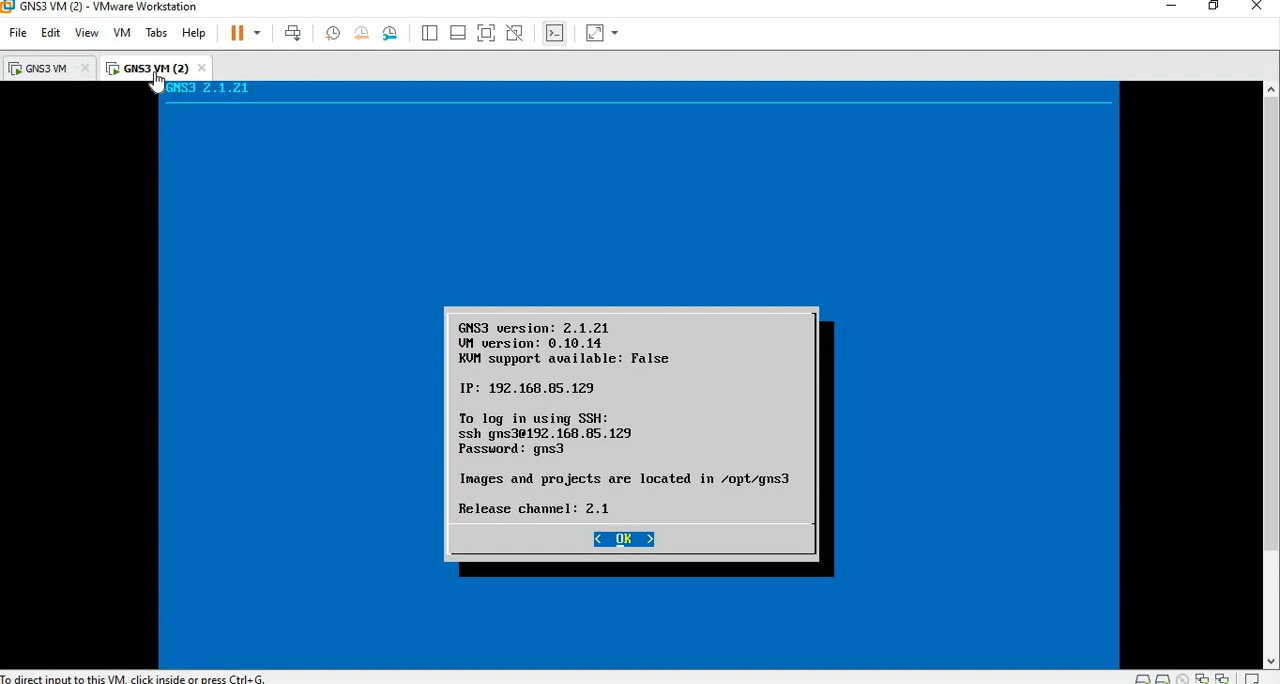 GNS3 VM (2) - VMware Workstation
File Edit View VM Tabs Help
GNS3 VM GNS3 VM (2)
GNS3 2.1.21
GNS3 version: 2.1.21
VM version: 0.10.14
KVM support available: False
IP: 192.168.85.129
To log in using SSH:
ssh gns3@192.168.85.129
Password: gns3
Images and projects are located in /opt/gns3
Release channel: 2.1
< OK >
To direct input to this VM, click inside or press Ctrl+G.